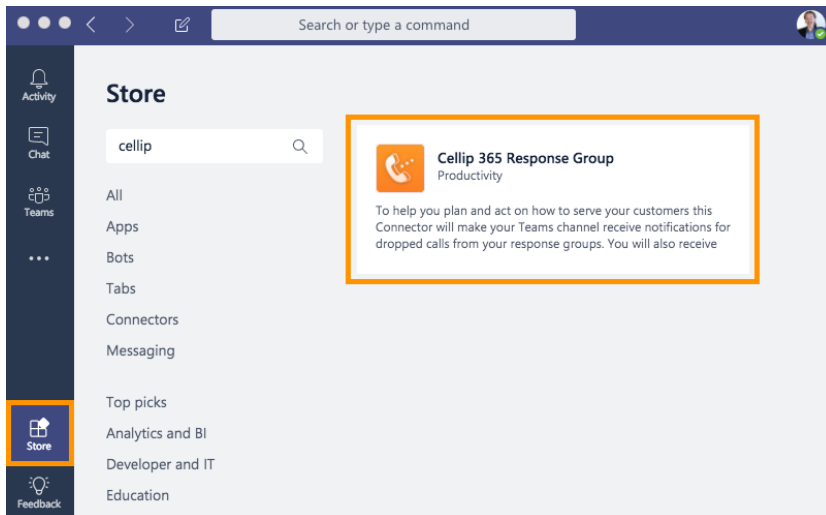 Search or type a command
Activity
Chat
Teams
Store
Feedback
Store
cellip
All
Apps
Bots
Tabs
Connectors
Messaging
Top picks
Analytics and BI
Developer and IT
Education
Cellip 365 Response Group
Productivity
To help you plan and act on how to serve your customers this
Connector will make your Teams channel receive notifications for
dropped calls from your response groups. You will also receive